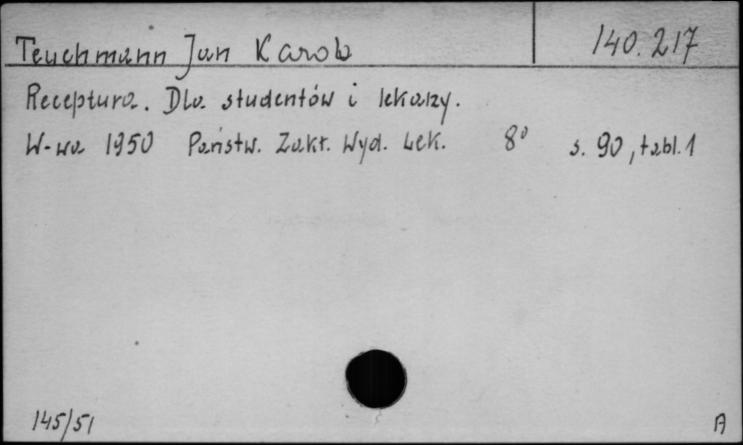 Teuchmann Jan Karol 140.217
Receptura. Dla studentów i lekarzy.
W-wa 1950 Państw. Zakł. Wyd. Lek. 8° s. 90, tabl. 1
145/51 A